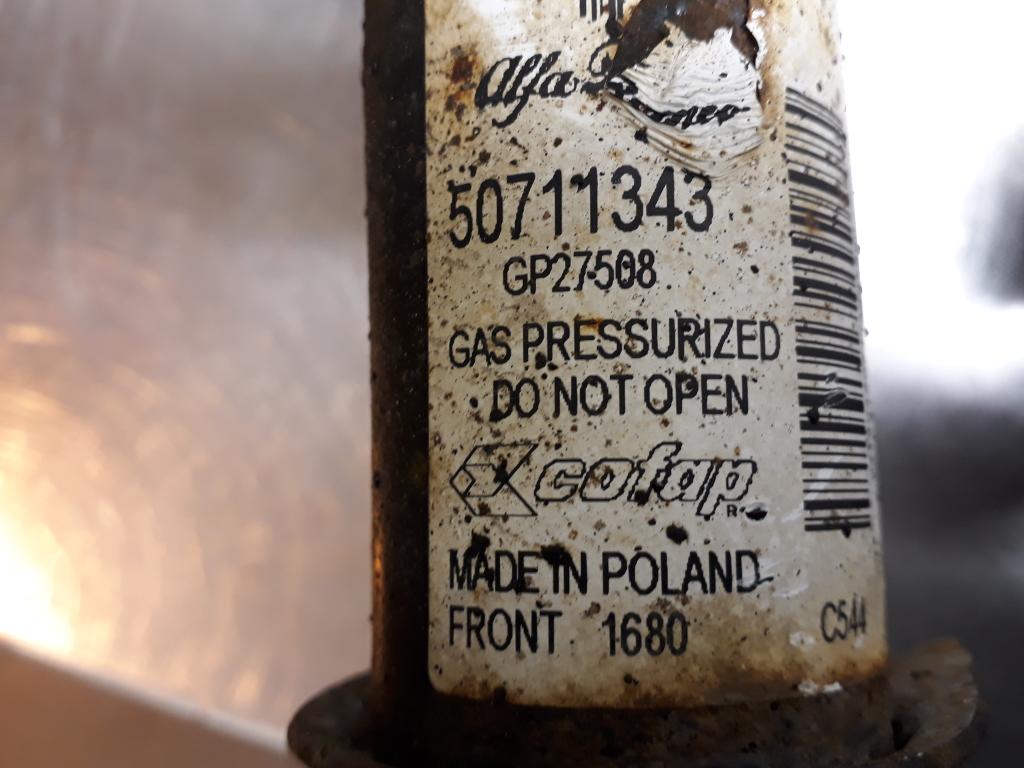 Alfa Romeo
50711343
GP27508
GAS PRESSURIZED
DO NOT OPEN
cofap
R
MADE IN POLAND
FRONT 1680
C544